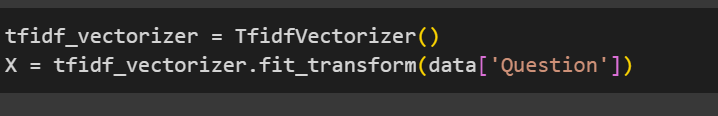 tfidf_vectorizer = TfidfVectorizer()
X = tfidf_vectorizer.fit_transform(data['Question'])